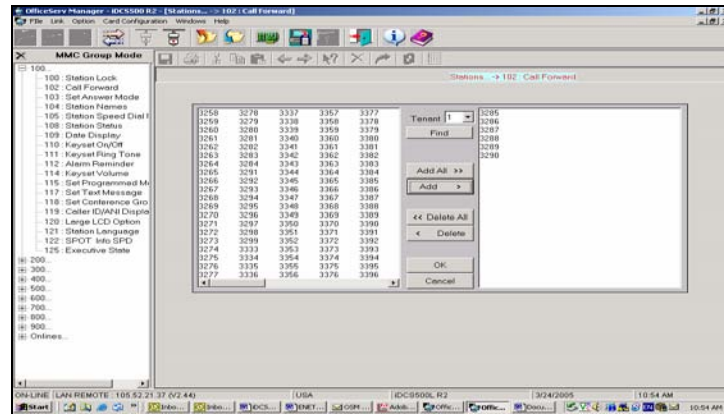 OfficeServ Manager - iDCS500 R2 - [Stations... -> 102 : Call Forward]
File Link Option Card Configuration Windows Help
MMC Group Mode
100...
100 : Station Lock
102 : Call Forward
103 : Set Answer Mode
104 : Station Names
105 : Station Speed Dial
108 : Station Status
109 : Date Display
110 : Keyset On/Off
111 : Keyset Ring Tone
112 : Alarm Reminder
114 : Keyset Volume
115 : Set Programmed M
116 : Set Text Message
118 : Set Conference Gro
119 : Caller ID/ANI Displa
120 : Large LCD Option
121 : Station Language
122 : SPOT Info SPD
125 : Executive State
200...
300...
400...
500...
600...
700...
800...
900...
Onlines...
Stations... -> 102 : Call Forward
3258 3278 3337 3357 3377
3259 3279 3338 3358 3378
3260 3280 3339 3359 3379
3261 3281 3340 3360 3380
3262 3282 3341 3361 3381
3263 3283 3342 3362 3382
3264 3284 3343 3363 3383
3265 3291 3344 3364 3384
3266 3292 3345 3365 3385
3267 3293 3346 3366 3386
3268 3294 3347 3367 3387
3269 3295 3348 3368 3388
3270 3296 3349 3369 3389
3271 3297 3350 3370 3390
3272 3298 3351 3371 3391
3273 3299 3352 3372 3392
3274 3333 3353 3373 3393
3275 3334 3354 3374 3394
3276 3335 3355 3375 3395
3277 3336 3356 3376 3396
Tenant 1
Find
Add All >>
Add >
<< Delete All
< Delete
OK
Cancel
3285
3286
3287
3288
3289
3290
ON-LINE LAN REMOTE : 105.52.21.37 (V2.44) USA iDCS500L R2 3/24/2005 10:54 AM
Start Inbo... Inbo... DCS... ENET... OSM ... Adob... Offic... Offic... Docu... 10:54 AM